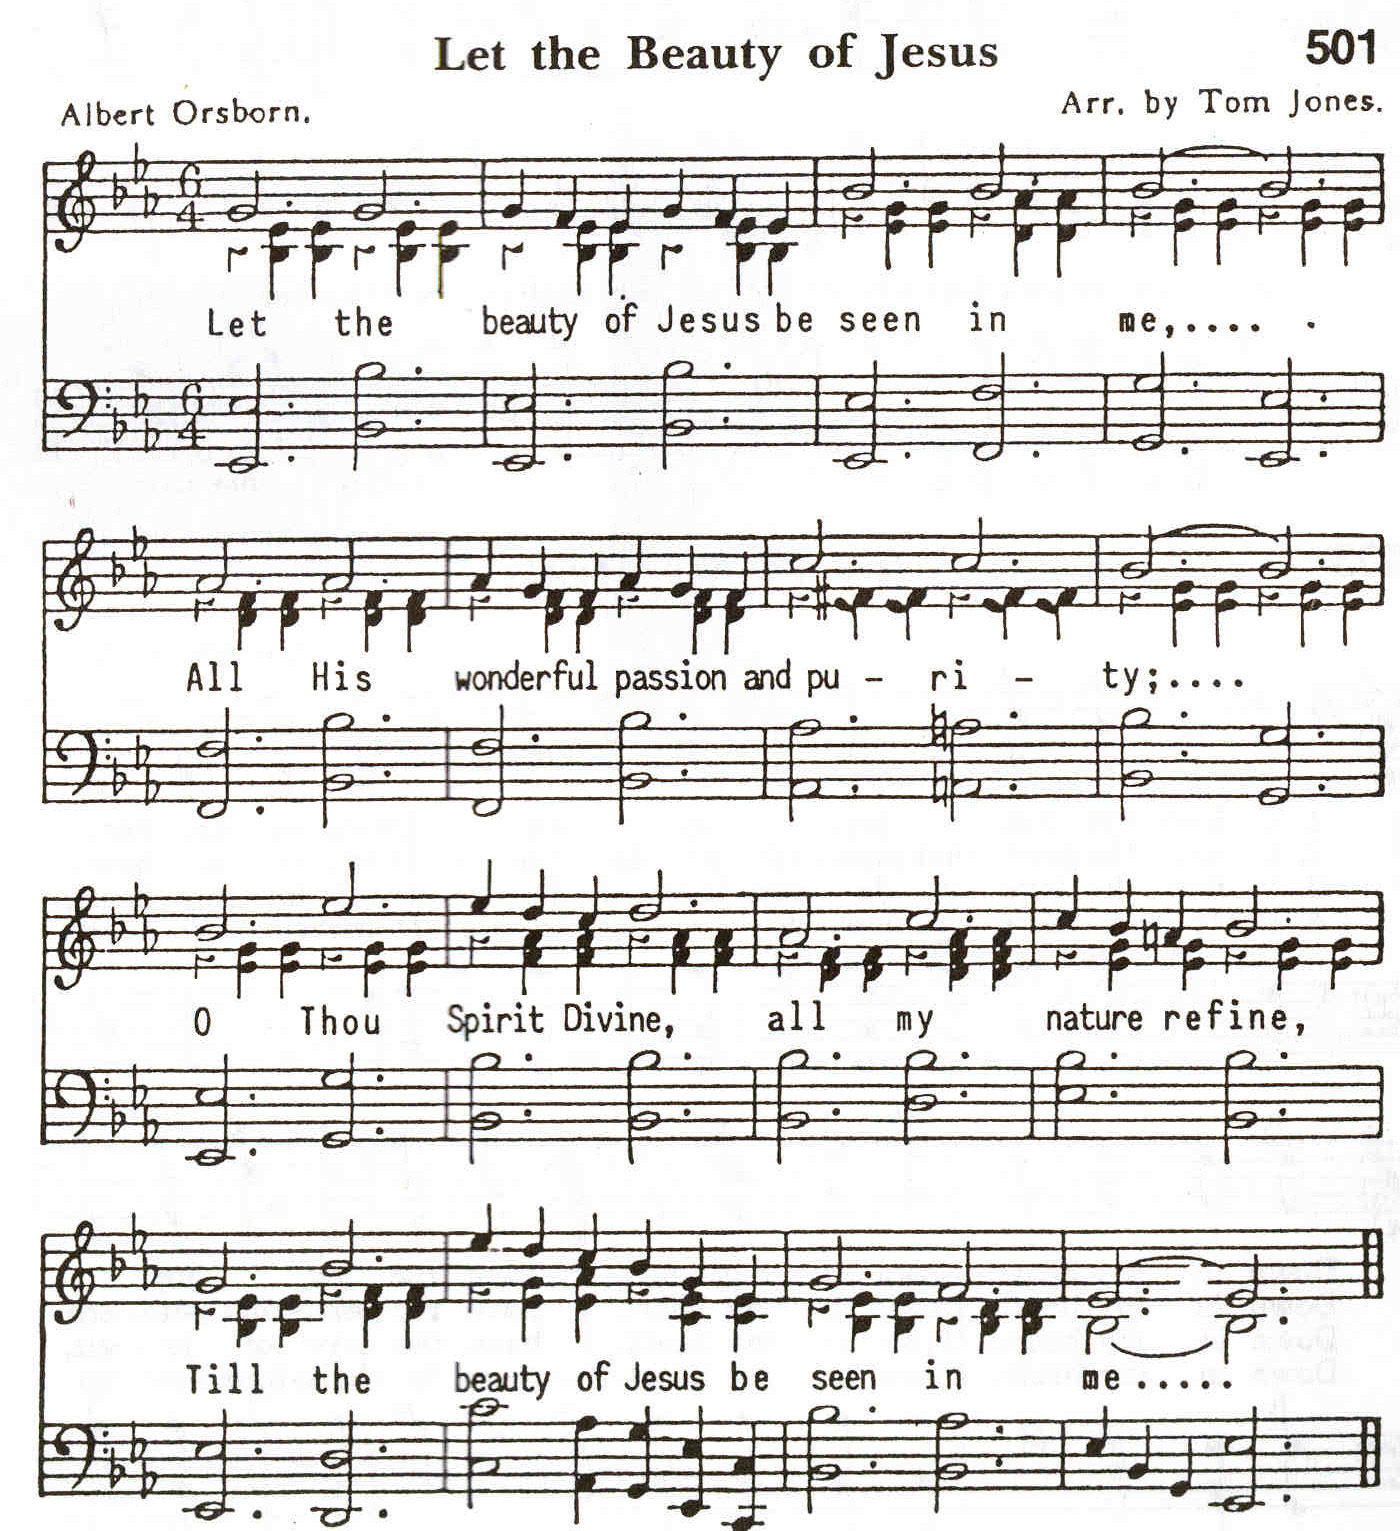 Let the Beauty of Jesus 501
Albert Orsborn. Arr. by Tom Jones.
6
4
Let the beauty of Jesus be seen in me,.... .
6
4
All His wonderful passion and pu - ri - ty;....
O Thou Spirit Divine, all my nature refine,
Till the beauty of Jesus be seen in me.....